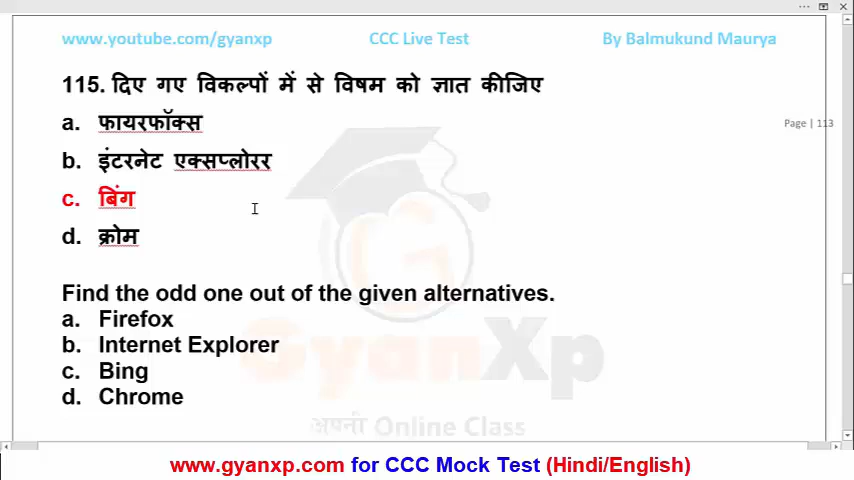 www.youtube.com/gyanxp CCC Live Test By Balmukund Maurya
115. दिए गए विकल्पों में से विषम को ज्ञात कीजिए
a. फायरफॉक्स
Page | 113
b. इंटरनेट एक्सप्लोरर
c. बिंग
d. क्रोम
Find the odd one out of the given alternatives.
a. Firefox
b. Internet Explorer
c. Bing
d. Chrome
GyanXp
अपनी Online Class
www.gyanxp.com for CCC Mock Test (Hindi/English)